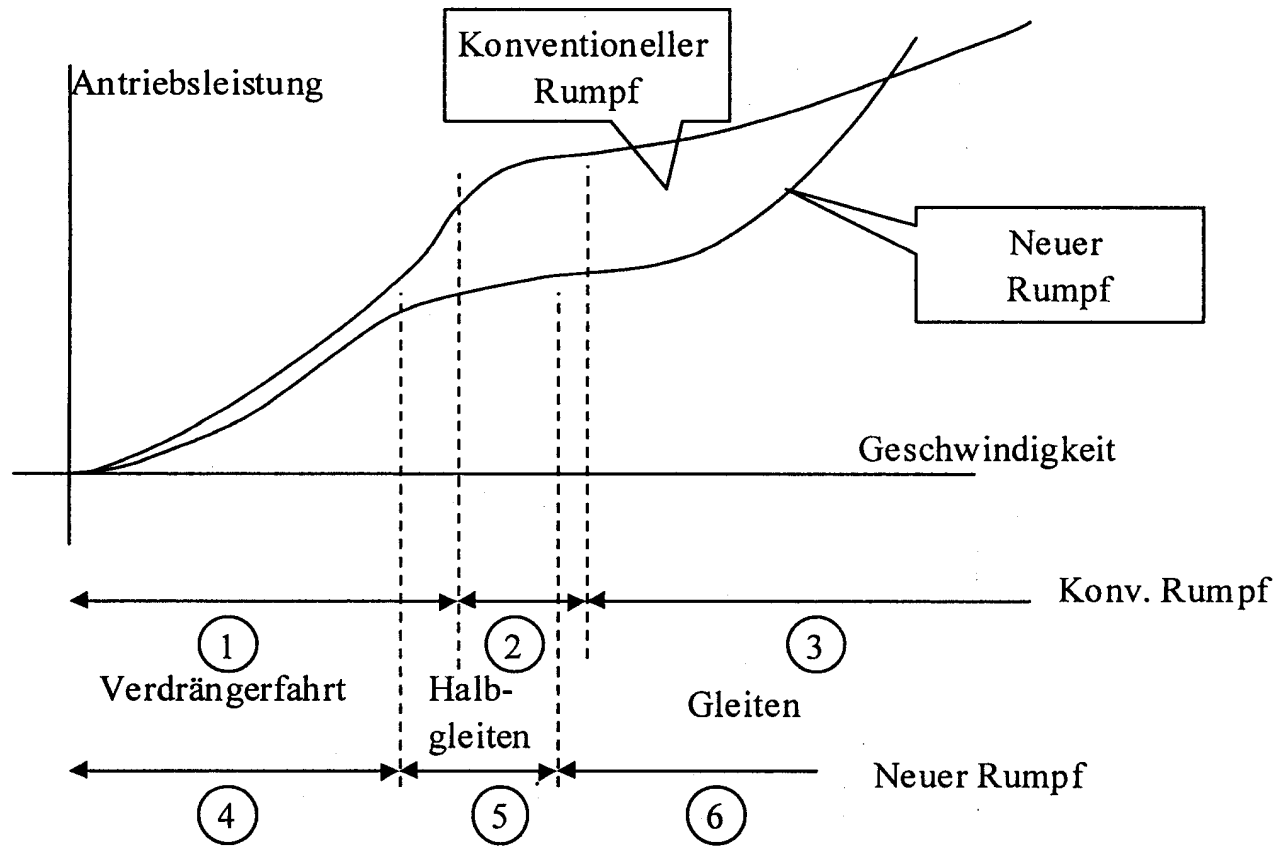 Konventioneller
Rumpf
Antriebsleistung
Neuer
Rumpf
Geschwindigkeit
Konv. Rumpf
1
2
3
Verdrängerfahrt
Halb-
gleiten
Gleiten
Neuer Rumpf
4
5
6